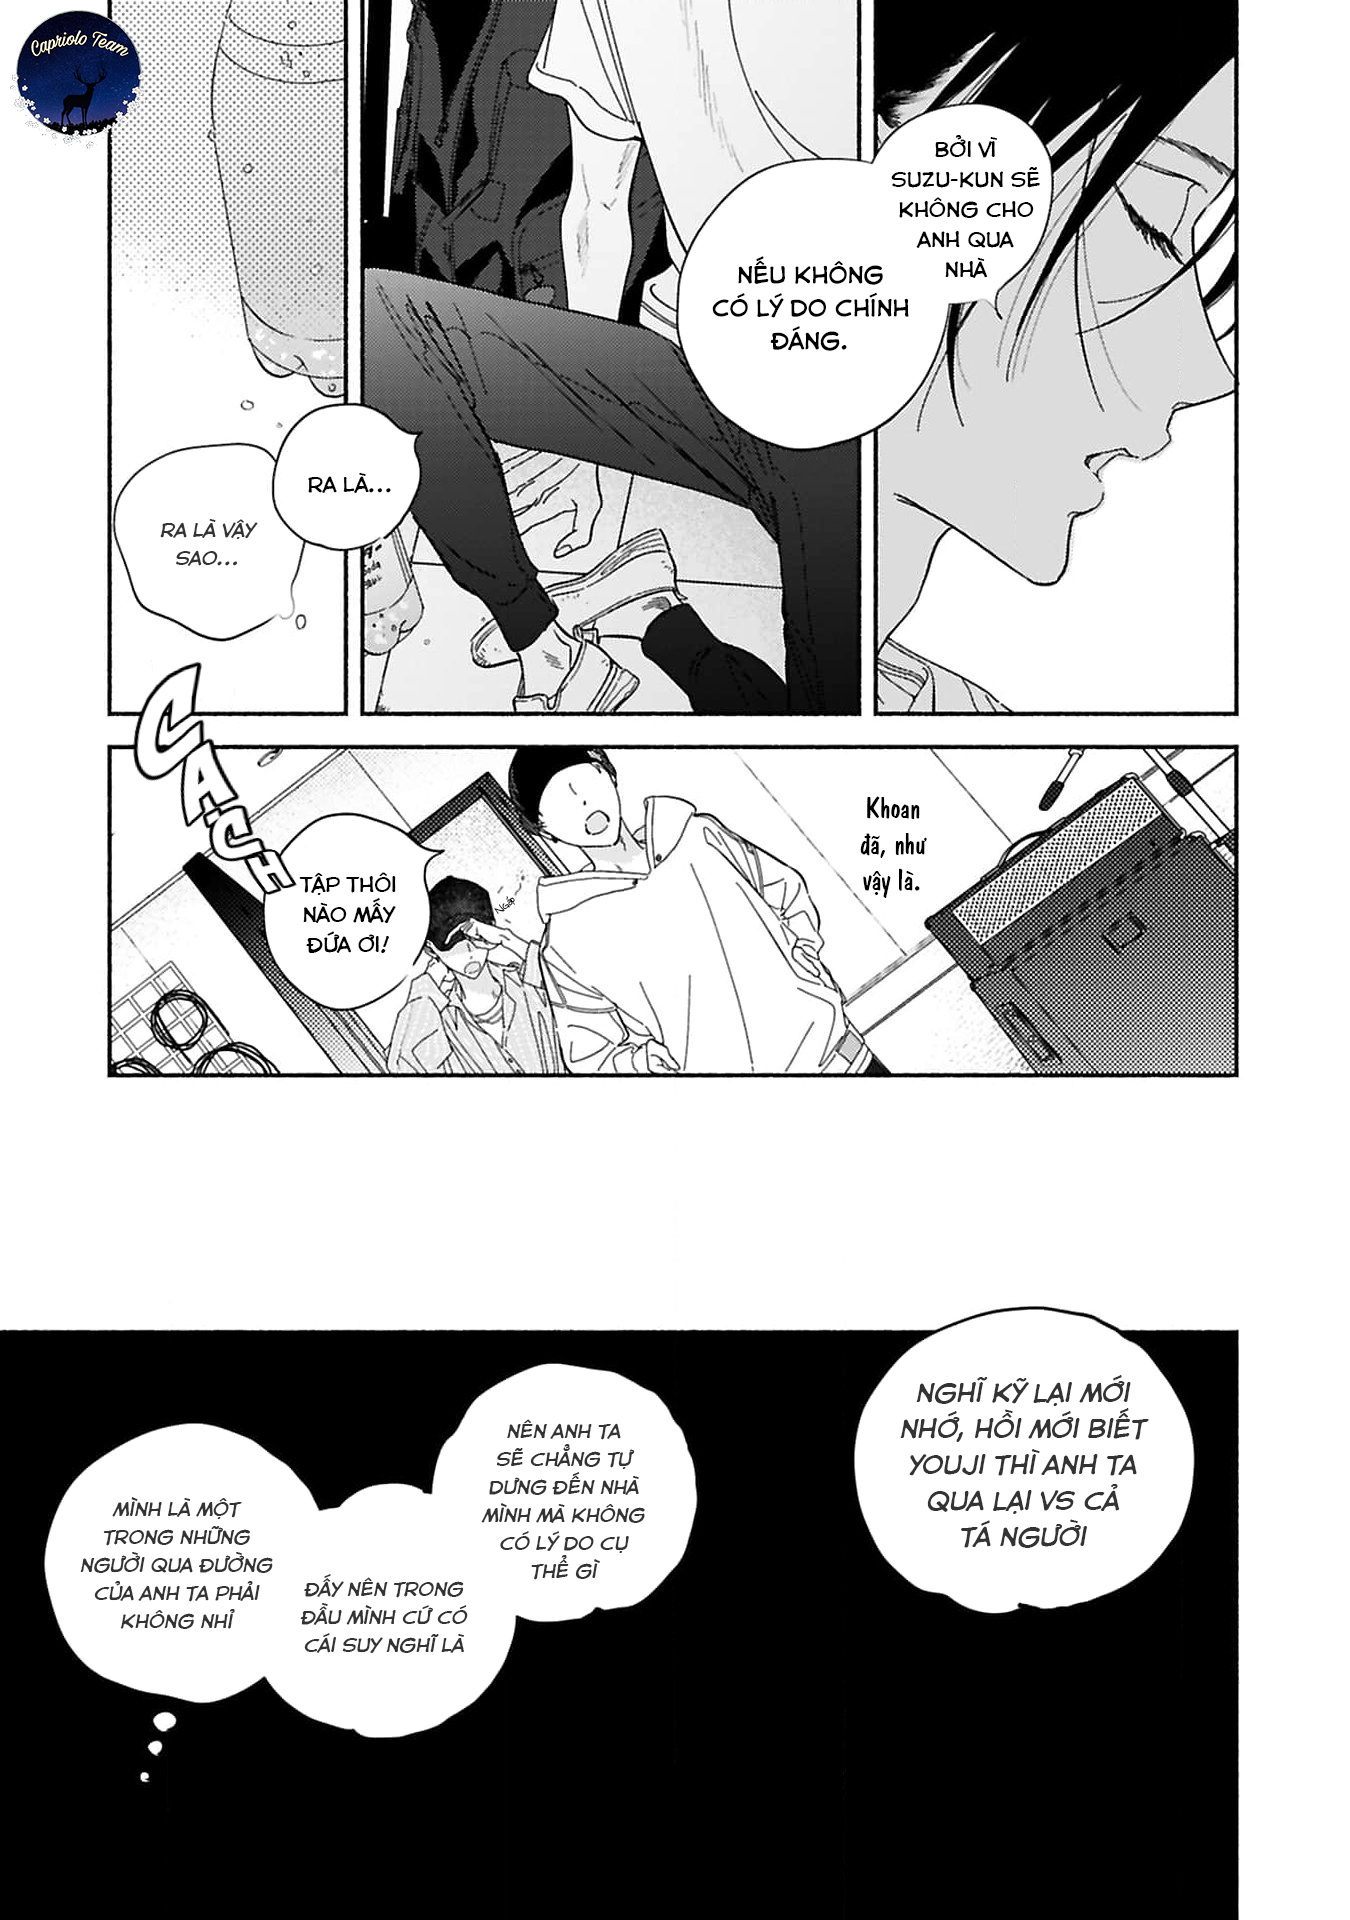 Capriolo Team
BỞI VÌ
SUZU-KUN SẼ
KHÔNG CHO
ANH QUA
NHÀ
NẾU KHÔNG
CÓ LÝ DO CHÍNH
ĐÁNG.
RA LÀ...
RA LÀ VẬY
SAO...
CẠCH
Khoan
đã, như
vậy là.
Ngáp
TẬP THÔI
NÀO MẤY
ĐỨA ƠI!
NGHĨ KỸ LẠI MỚI
NHỚ, HỒI MỚI BIẾT
YOUJI THÌ ANH TA
QUA LẠI VS CẢ
TÁ NGƯỜI
NÊN ANH TA
SẼ CHẲNG TỰ
DƯNG ĐẾN NHÀ
MÌNH MÀ KHÔNG
CÓ LÝ DO CỤ
THỂ GÌ
ĐẤY NÊN TRONG
ĐẦU MÌNH CỨ CÓ
CÁI SUY NGHĨ LÀ
MÌNH LÀ MỘT
TRONG NHỮNG
NGƯỜI QUA ĐƯỜNG
CỦA ANH TA PHẢI
KHÔNG NHỈ